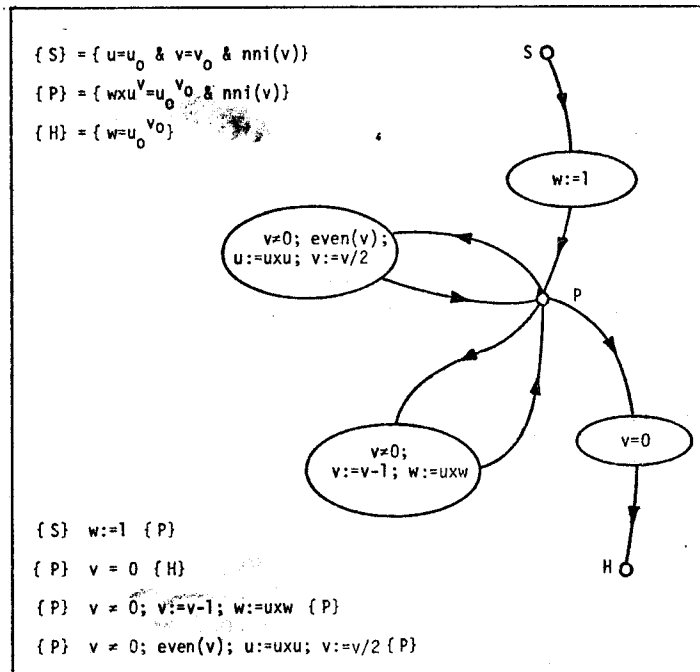 {S} = { u=u₀ & v=v₀ & nni(v)}
{P} = { wxu^v=u₀^v₀ & nni(v)}
{H} = { w=u₀^v₀}
S
w:=1
v≠0; even(v);
u:=uxu; v:=v/2
P
v≠0;
v:=v-1; w:=uxw
v=0
H
{S} w:=1 {P}
{P} v = 0 {H}
{P} v ≠ 0; v:=v-1; w:=uxw {P}
{P} v ≠ 0; even(v); u:=uxu; v:=v/2 {P}